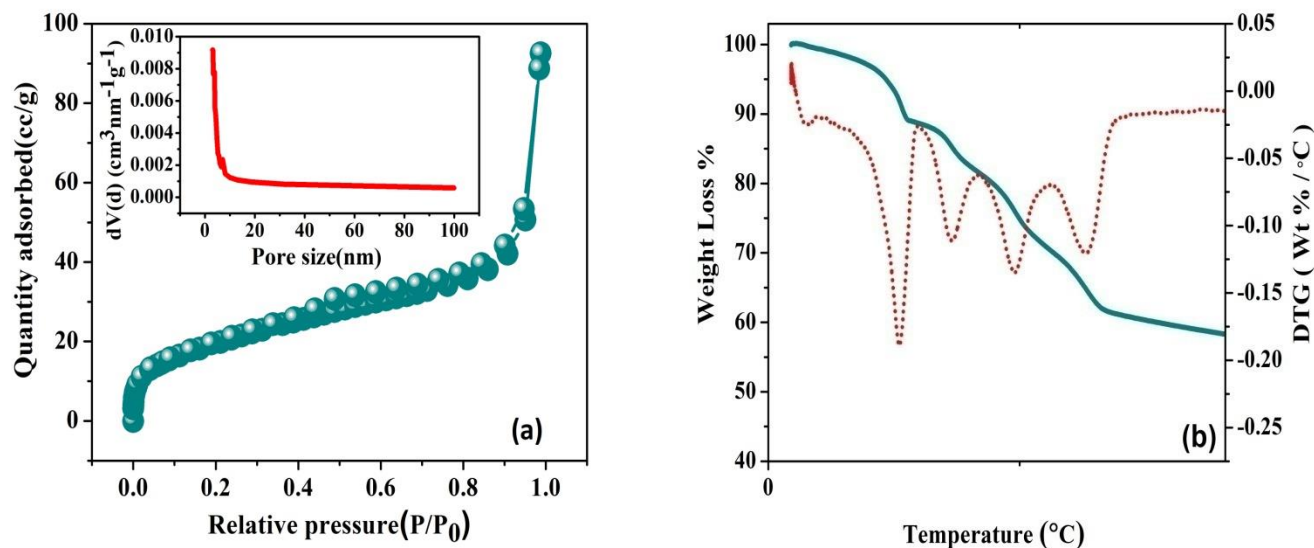 100
80
60
40
20
0
Quantity adsorbed(cc/g)
0.010
0.008
0.006
0.004
0.002
0.000
dV(d) (cm³nm⁻¹g⁻¹)
0 20 40 60 80 100
Pore size(nm)
(a)
0.0 0.2 0.4 0.6 0.8 1.0
Relative pressure(P/P₀)
100
90
80
70
60
50
40
Weight Loss %
0
Temperature (°C)
(b)
0.05
0.00
-0.05
-0.10
-0.15
-0.20
-0.25
DTG ( Wt % / °C)